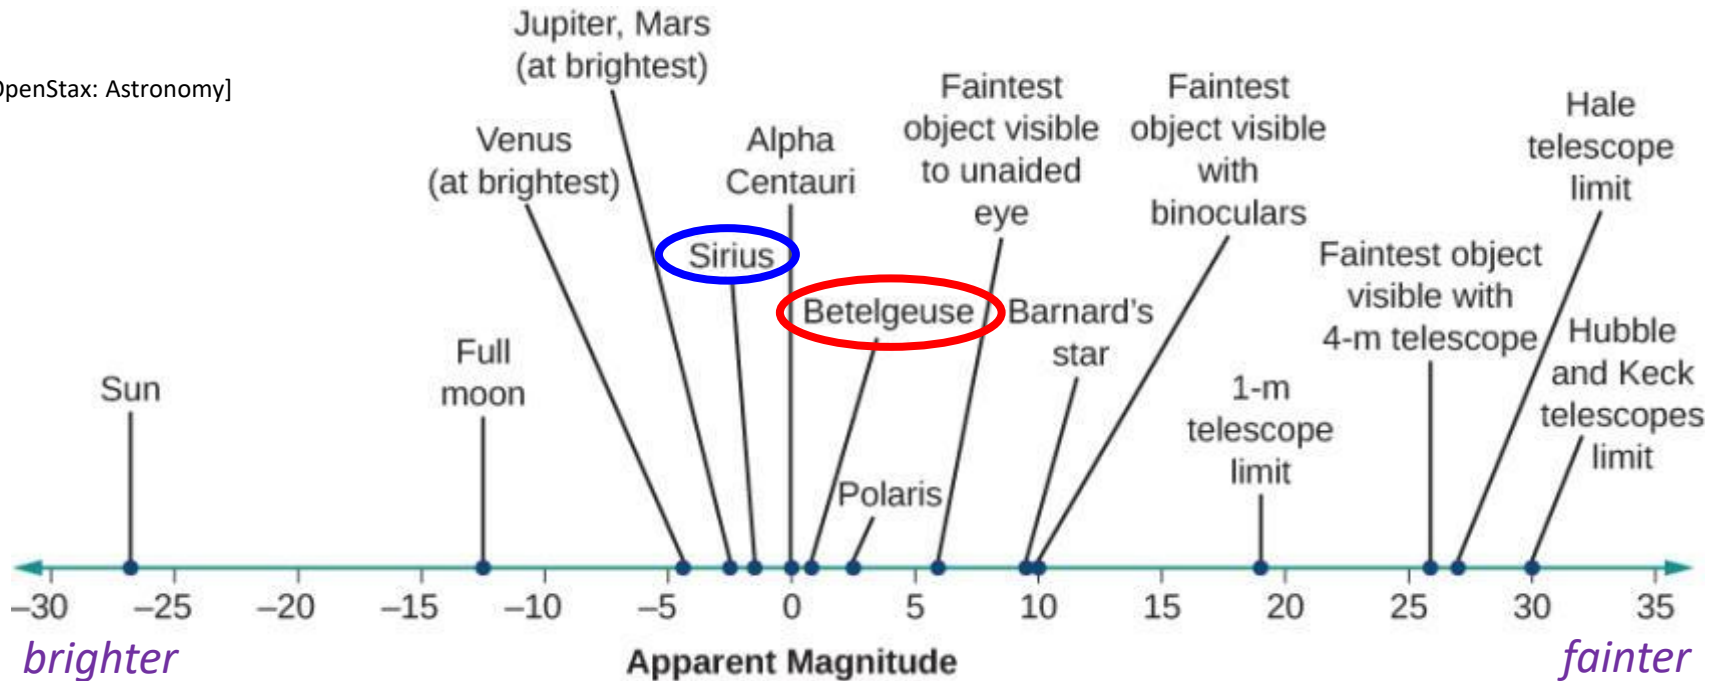 OpenStax: Astronomy]
Jupiter, Mars
(at brightest)
Venus
(at brightest)
Sirius
Alpha
Centauri
Betelgeuse
Faintest
object visible
to unaided
eye
Faintest
object visible
with
binoculars
Barnard’s
star
Hale
telescope
limit
Faintest object
visible with
4-m telescope
Hubble
and Keck
telescopes
limit
Sun
Full
moon
Polaris
1-m
telescope
limit
–30 –25 –20 –15 –10 –5 0 5 10 15 20 25 30 35
brighter
Apparent Magnitude
fainter